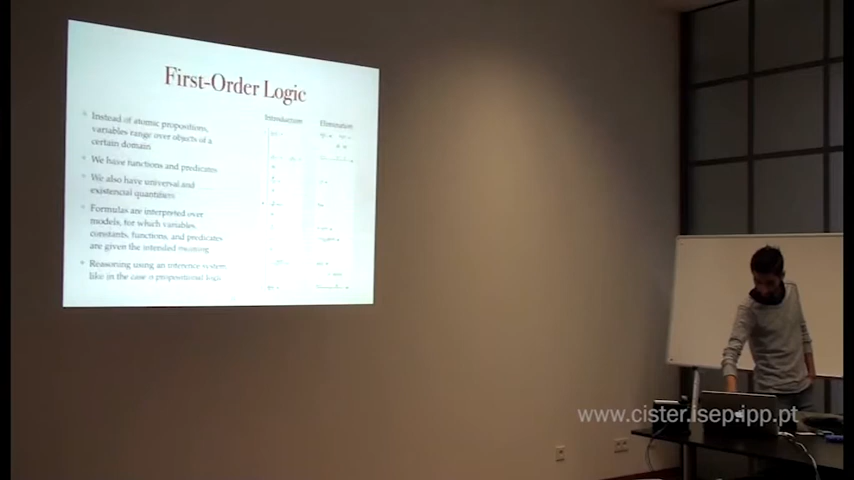 First-Order Logic
Instead of atomic propositions,
variables range over objects of a
certain domain
We have functions and predicates
We also have universal and
existencial quantifiers
Formulas are interpreted over
models, for which variables,
constants, functions, and predicates
are given the intended meaning
Reasoning using an inference system
like in the case o propositional logic
Introduction
Elimination
www.cister.isep.ipp.pt